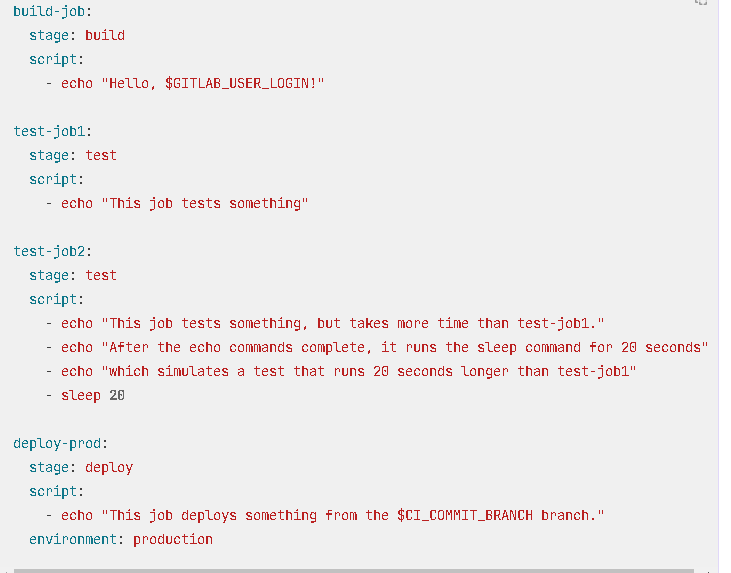 build-job:
  stage: build
  script:
    - echo "Hello, $GITLAB_USER_LOGIN!"

test-job1:
  stage: test
  script:
    - echo "This job tests something"

test-job2:
  stage: test
  script:
    - echo "This job tests something, but takes more time than test-job1."
    - echo "After the echo commands complete, it runs the sleep command for 20 seconds"
    - echo "which simulates a test that runs 20 seconds longer than test-job1"
    - sleep 20

deploy-prod:
  stage: deploy
  script:
    - echo "This job deploys something from the $CI_COMMIT_BRANCH branch."
  environment: production